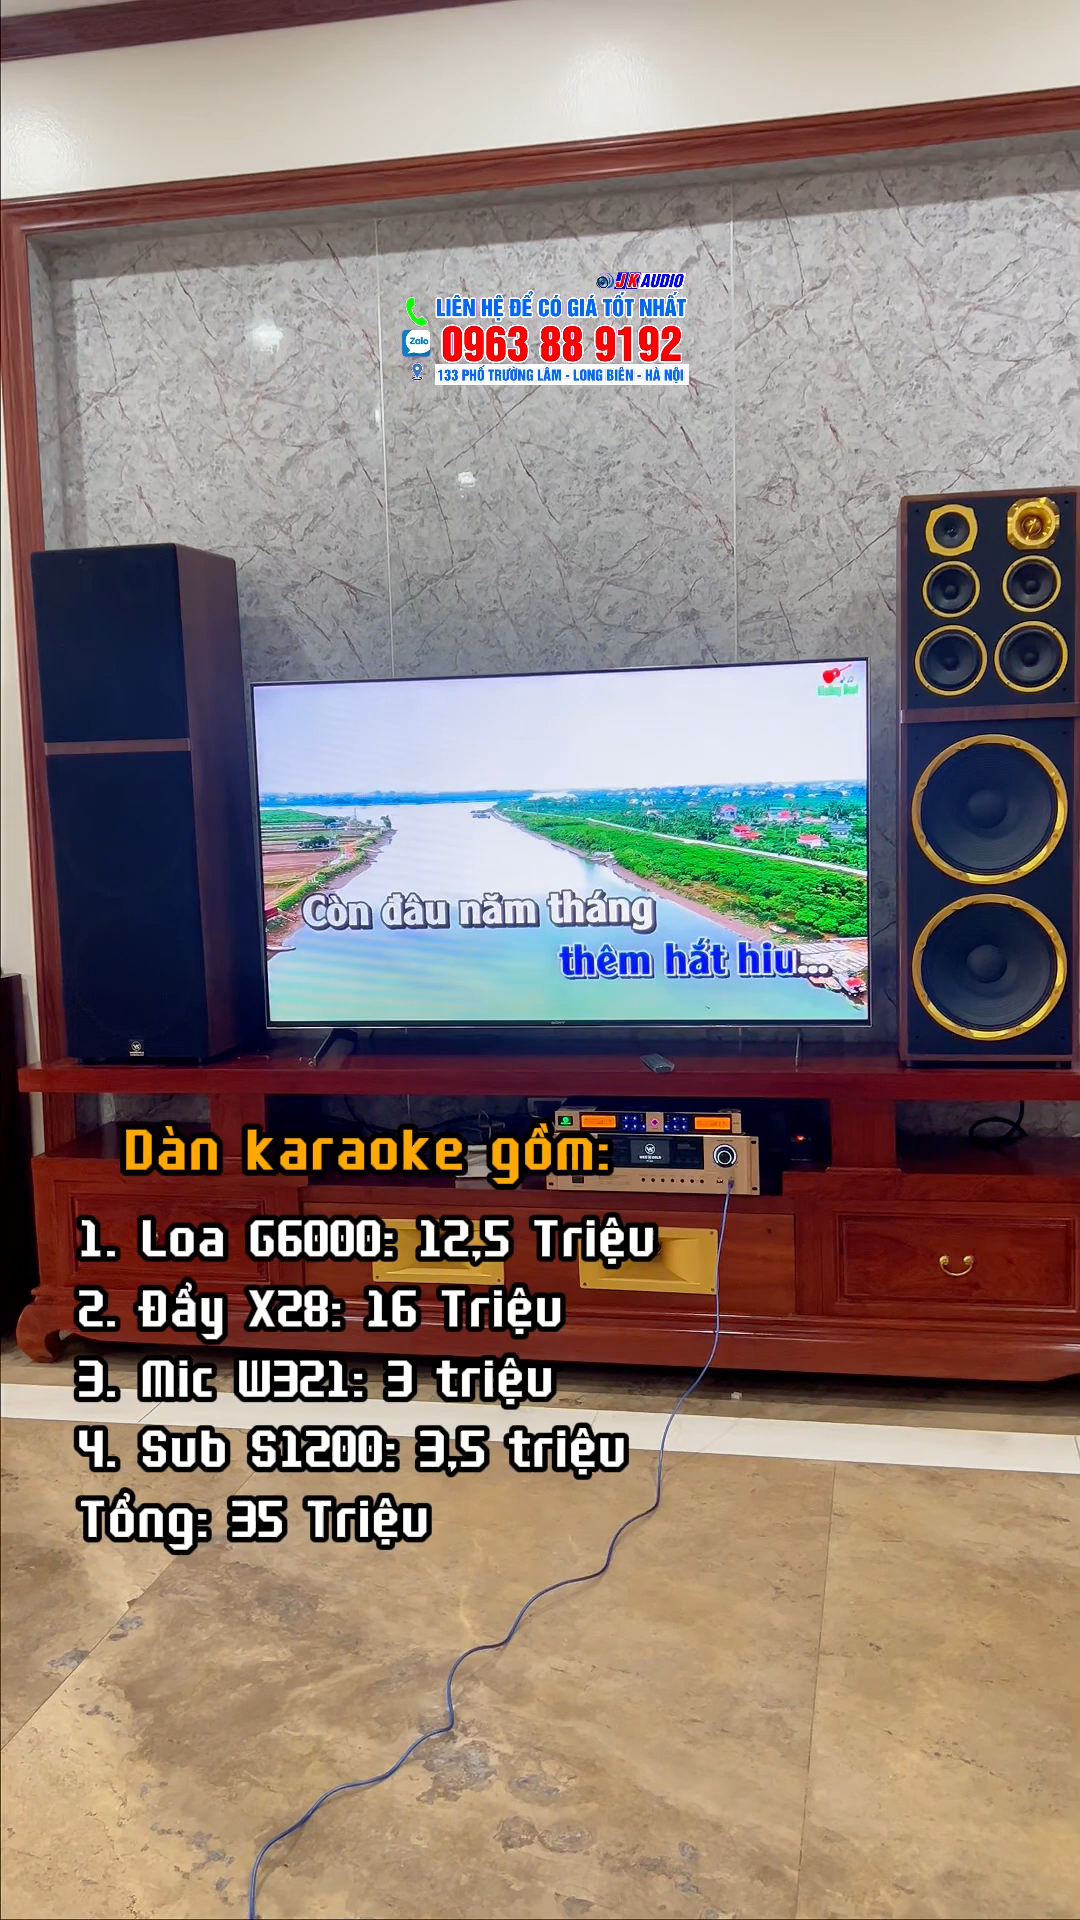 JK AUDIO
LIÊN HỆ ĐỂ CÓ GIÁ TỐT NHẤT
Zalo
0963 88 9192
133 PHỐ TRƯỜNG LÂM - LONG BIÊN - HÀ NỘI
Còn đâu năm tháng
thêm hắt hiu...
SONY
Dàn karaoke gồm:
1. Loa G6000: 12,5 Triệu
2. Đẩy X28: 16 Triệu
3. Mic W321: 3 triệu
4. Sub S1200: 3,5 triệu
Tổng: 35 Triệu